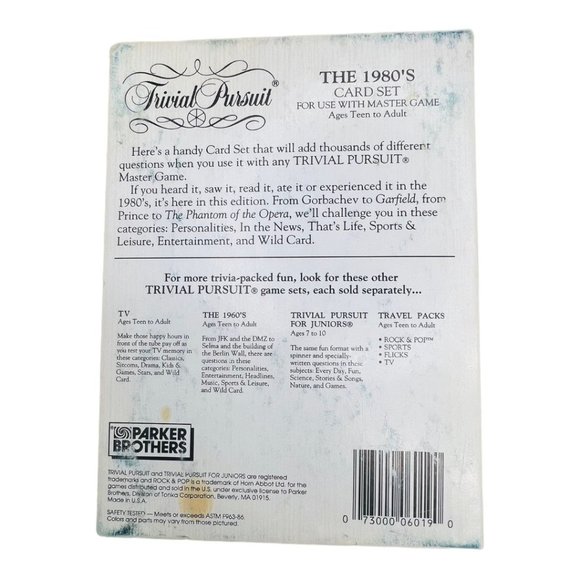 Trivial Pursuit®
THE 1980'S
CARD SET
FOR USE WITH MASTER GAME
Ages Teen to Adult
Here's a handy Card Set that will add thousands of different
questions when you use it with any TRIVIAL PURSUIT®
Master Game.
If you heard it, saw it, read it, ate it or experienced it in the
1980's, it's here in this edition. From Gorbachev to Garfield, from
Prince to The Phantom of the Opera, we'll challenge you in these
categories: Personalities, In the News, That's Life, Sports &
Leisure, Entertainment, and Wild Card.
For more trivia-packed fun, look for these other
TRIVIAL PURSUIT® game sets, each sold separately...
TV
Ages Teen to Adult
Make those happy hours in
front of the tube pay off as
you test your TV memory in
these categories: Classics,
Sitcoms, Drama, Kids &
Games, Stars, and Wild
Card.
THE 1960'S
Ages Teen to Adult
From JFK and the DMZ to
Selma and the building of
the Berlin Wall, there are
questions in these
categories: Personalities,
Entertainment, Headlines,
Music, Sports & Leisure,
and Wild Card.
TRIVIAL PURSUIT
FOR JUNIORS®
Ages 7 to 10
The same fun format with a
spinner and specially-
written questions in these
subjects: Every Day, Fun,
Science, Stories & Songs,
Nature, and Games.
TRAVEL PACKS
Ages Teen to Adult
• ROCK & POP™
• SPORTS
• FLICKS
• TV
PARKER
BROTHERS
TRIVIAL PURSUIT and TRIVIAL PURSUIT FOR JUNIORS are registered
trademarks and ROCK & POP is a trademark of Horn Abbot Ltd. for the
games distributed and sold in the U.S. under exclusive license to Parker
Brothers, Division of Tonka Corporation, Beverly, MA 01915.
Made in U.S.A.
SAFETY TESTED — Meets or exceeds ASTM F963-86
Colors and parts may vary from those pictured.
0 73000 06019 0